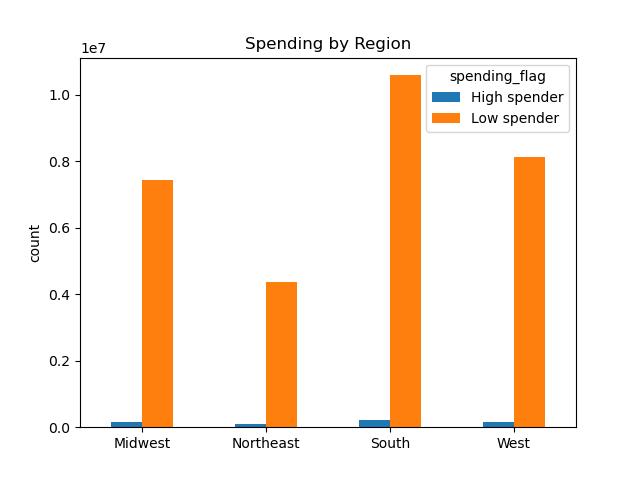 Spending by Region
1e7
spending_flag
High spender
Low spender
1.0
0.8
0.6
0.4
0.2
0.0
count
Midwest Northeast South West